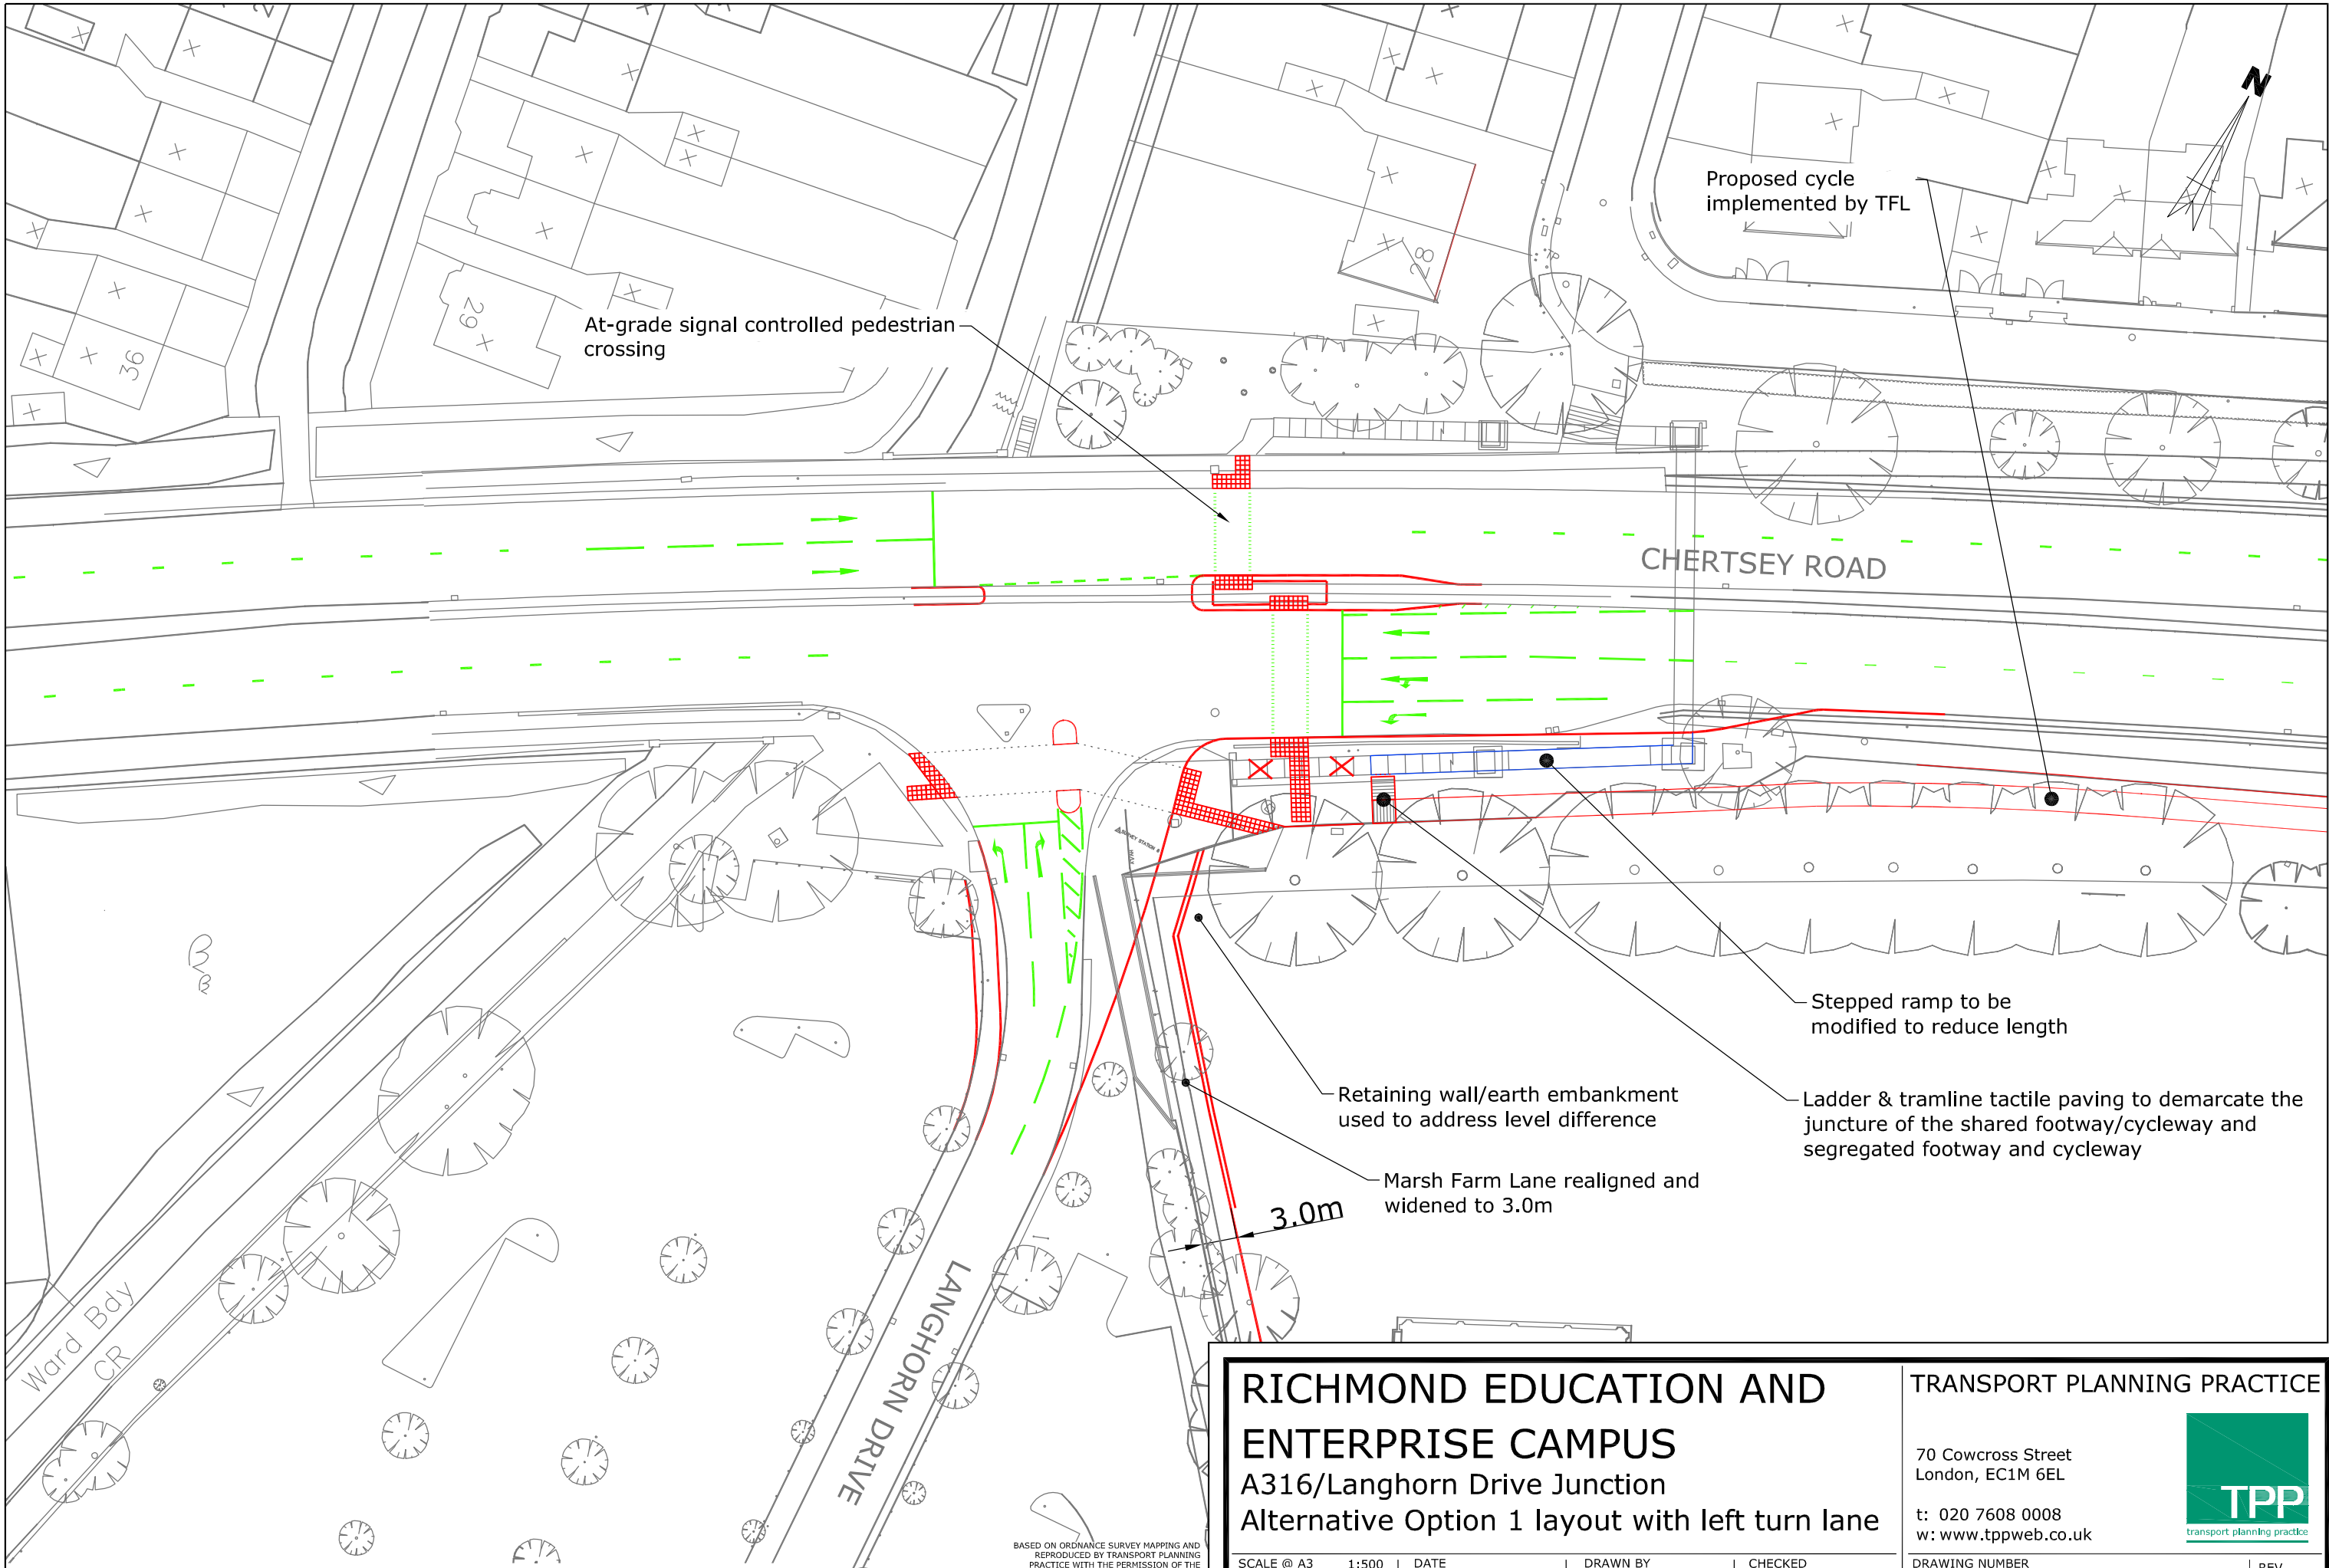 N
Proposed cycle
implemented by TFL
At-grade signal controlled pedestrian
crossing
62
36
28
CHERTSEY ROAD
Stepped ramp to be
modified to reduce length
Retaining wall/earth embankment
used to address level difference
Ladder & tramline tactile paving to demarcate the
juncture of the shared footway/cycleway and
segregated footway and cycleway
Marsh Farm Lane realigned and
widened to 3.0m
3.0m
Ward Bdy
CR
LANGHORN DRIVE
BASED ON ORDNANCE SURVEY MAPPING AND
REPRODUCED BY TRANSPORT PLANNING
PRACTICE WITH THE PERMISSION OF THE
RICHMOND EDUCATION AND
ENTERPRISE CAMPUS
A316/Langhorn Drive Junction
Alternative Option 1 layout with left turn lane
TRANSPORT PLANNING PRACTICE
70 Cowcross Street
London, EC1M 6EL
t: 020 7608 0008
w: www.tppweb.co.uk
TPP
transport planning practice
SCALE @ A3 1:500 DATE DRAWN BY CHECKED
DRAWING NUMBER REV